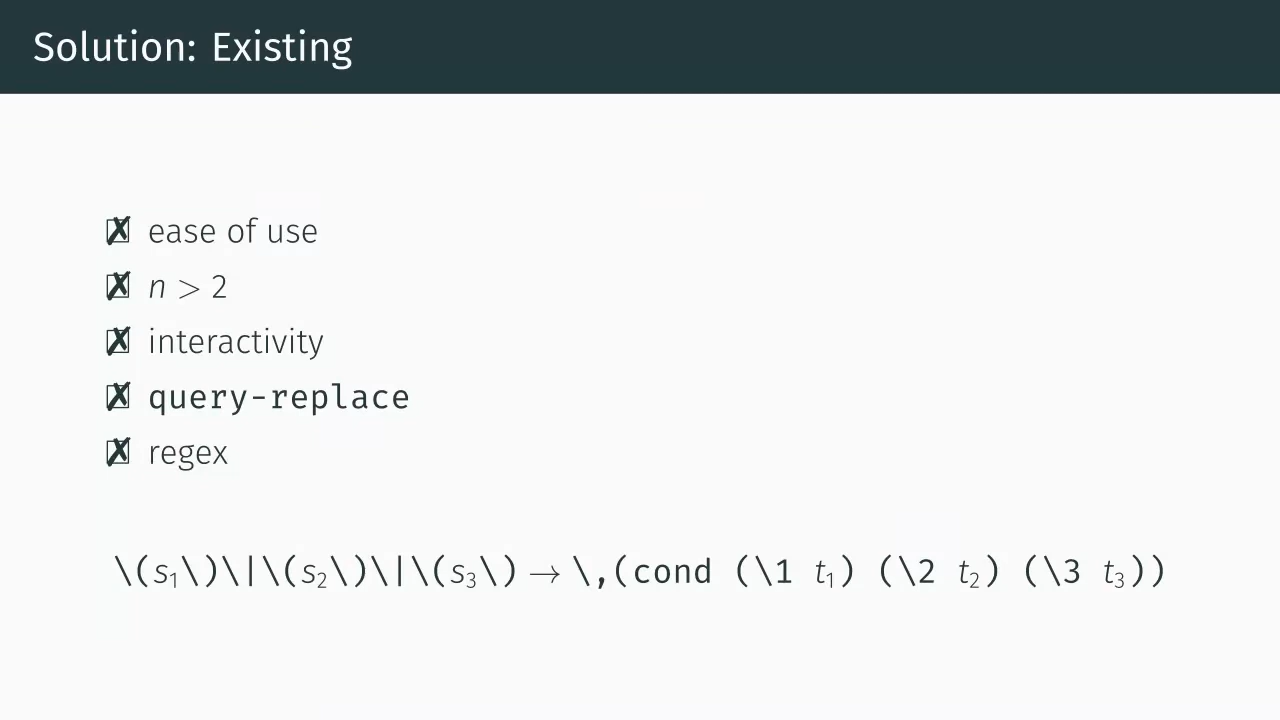 Solution: Existing
☒ ease of use
☒ n > 2
☒ interactivity
☒ query-replace
☒ regex
\(s₁\)\|\(s₂\)\|\(s₃\) → \,(cond (\1 t₁) (\2 t₂) (\3 t₃))